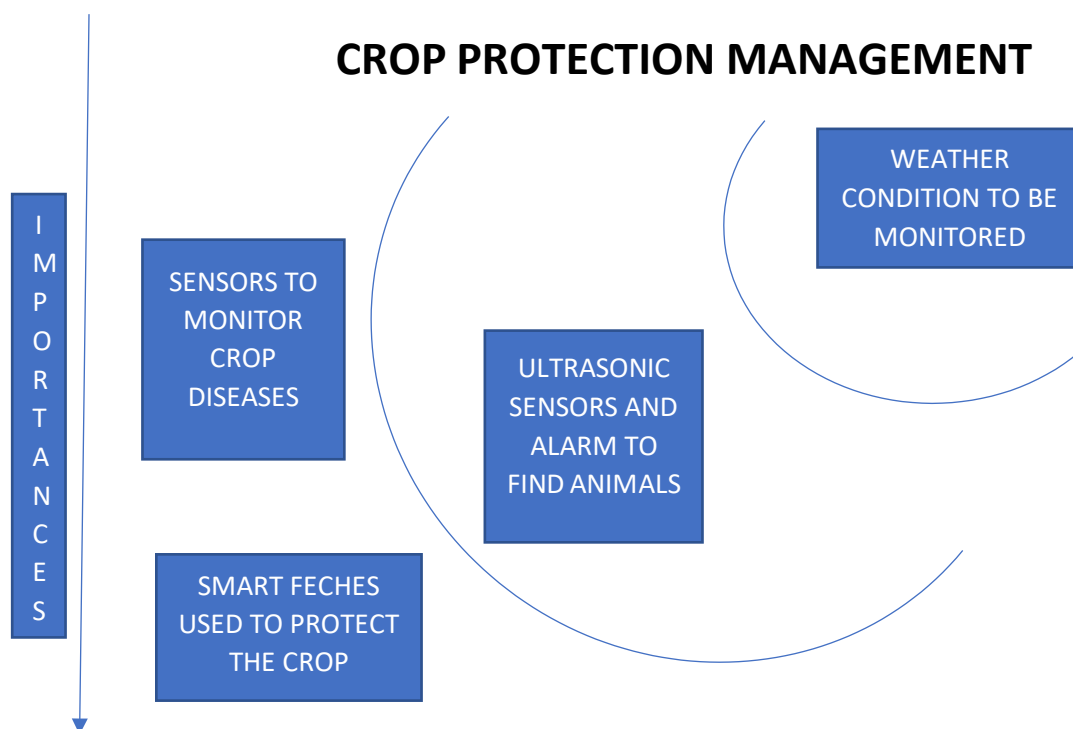 CROP PROTECTION MANAGEMENT
WEATHER
CONDITION TO BE
MONITORED
I
M
P
O
R
T
A
N
C
E
S
SENSORS TO
MONITOR
CROP
DISEASES
ULTRASONIC
SENSORS AND
ALARM TO
FIND ANIMALS
SMART FECHES
USED TO PROTECT
THE CROP